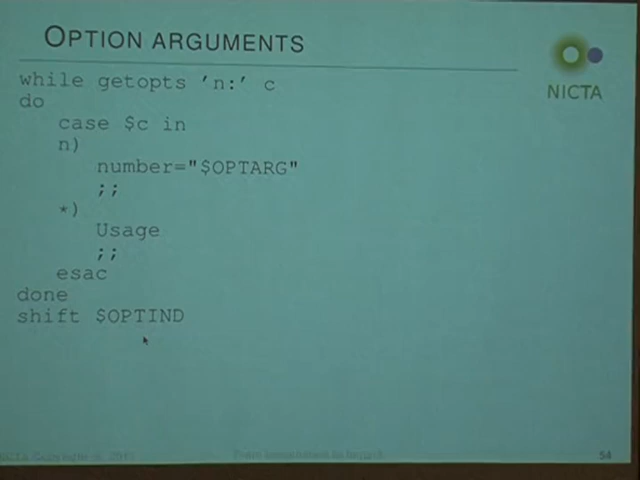 OPTION ARGUMENTS
NICTA
while getopts 'n:' c
do
case $c in
n)
number="$OPTARG"
;;
*)
Usage
;;
esac
done
shift $OPTIND
54